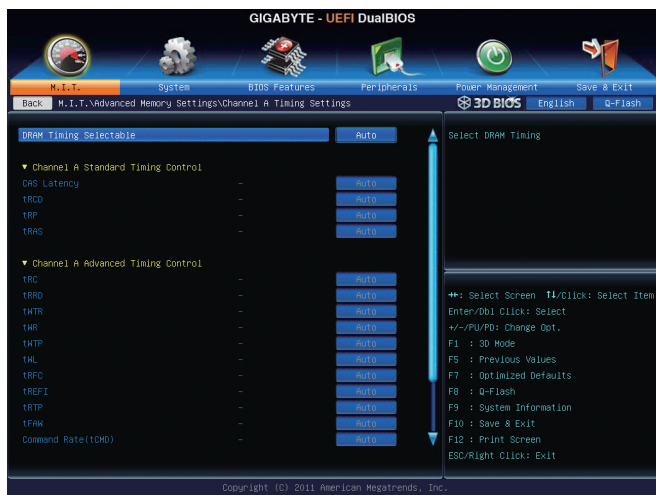 GIGABYTE - UEFI DualBIOS
M.I.T. System BIOS Features Peripherals Power Management Save & Exit
Back M.I.T.\Advanced Memory Settings\Channel A Timing Settings 3D BIOS English Q-Flash
DRAM Timing Selectable Auto
Select DRAM Timing
▼ Channel A Standard Timing Control
CAS Latency - Auto
tRCD - Auto
tRP - Auto
tRAS - Auto
▼ Channel A Advanced Timing Control
tRC - Auto
tRRD - Auto
tWTR - Auto
tWR - Auto
tWTP - Auto
tWL - Auto
tRFC - Auto
tREFI - Auto
tRTP - Auto
tFAW - Auto
Command Rate(tCMD) - Auto
→←: Select Screen ↑↓/Click: Select Item
Enter/Dbl Click: Select
+/-/PU/PD: Change Opt.
F1 : 3D Mode
F5 : Previous Values
F7 : Optimized Defaults
F8 : Q-Flash
F9 : System Information
F10 : Save & Exit
F12 : Print Screen
ESC/Right Click: Exit
Copyright (C) 2011 American Megatrends, Inc.